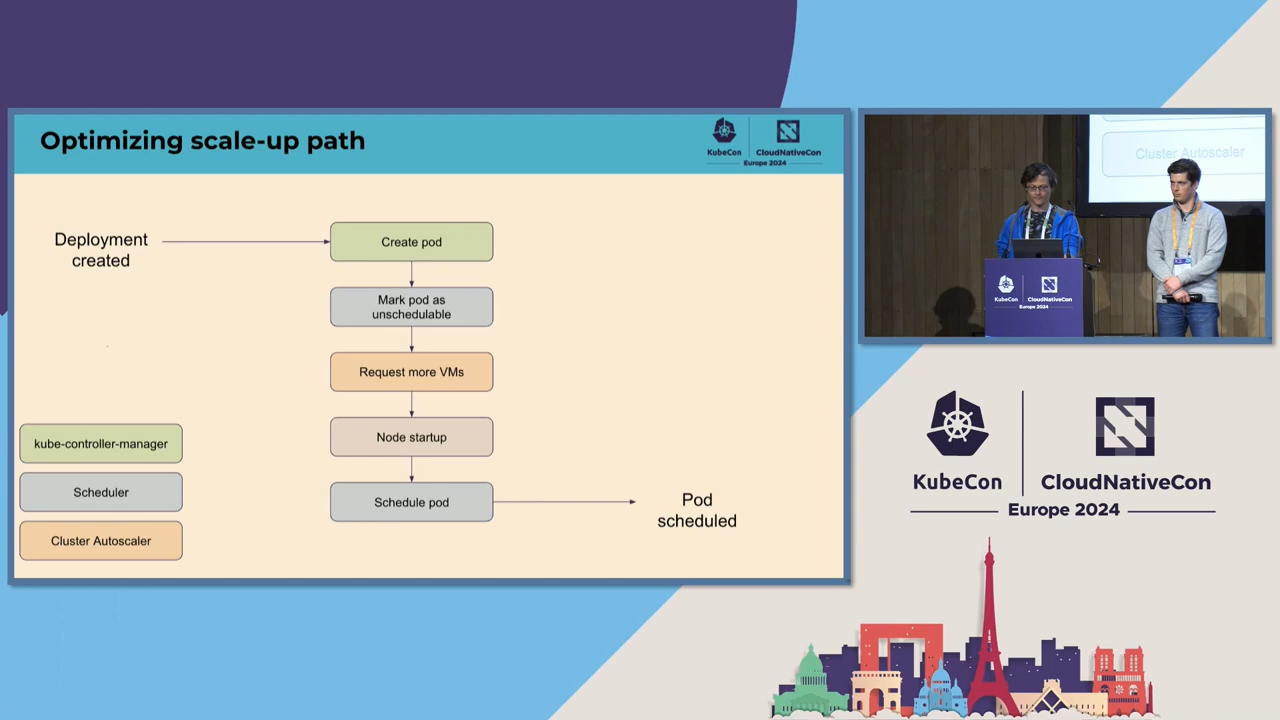 Optimizing scale-up path
KubeCon
CloudNativeCon
Europe 2024
Deployment
created
Create pod
Mark pod as
unschedulable
Request more VMs
Node startup
Schedule pod
Pod
scheduled
kube-controller-manager
Scheduler
Cluster Autoscaler
Cluster Autoscaler
KubeCon
CloudNativeCon
Europe 2024
KubeCon
CloudNativeCon
Europe 2024